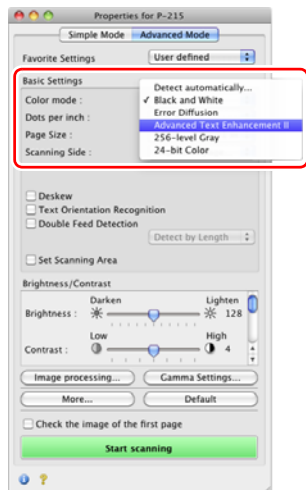 Properties for P-215
Simple Mode Advanced Mode
Favorite Settings User defined
Basic Settings
Detect automatically...
Color mode : ✓ Black and White
Error Diffusion
Dots per inch : Advanced Text Enhancement II
Page Size : 256-level Gray
Scanning Side : 24-bit Color
Deskew
Text Orientation Recognition
Double Feed Detection
Detect by Length
Set Scanning Area
Brightness/Contrast
Darken Lighten
Brightness : 128
Low High
Contrast : 4
Image processing... Gamma Settings...
More... Default
Check the image of the first page
Start scanning
?